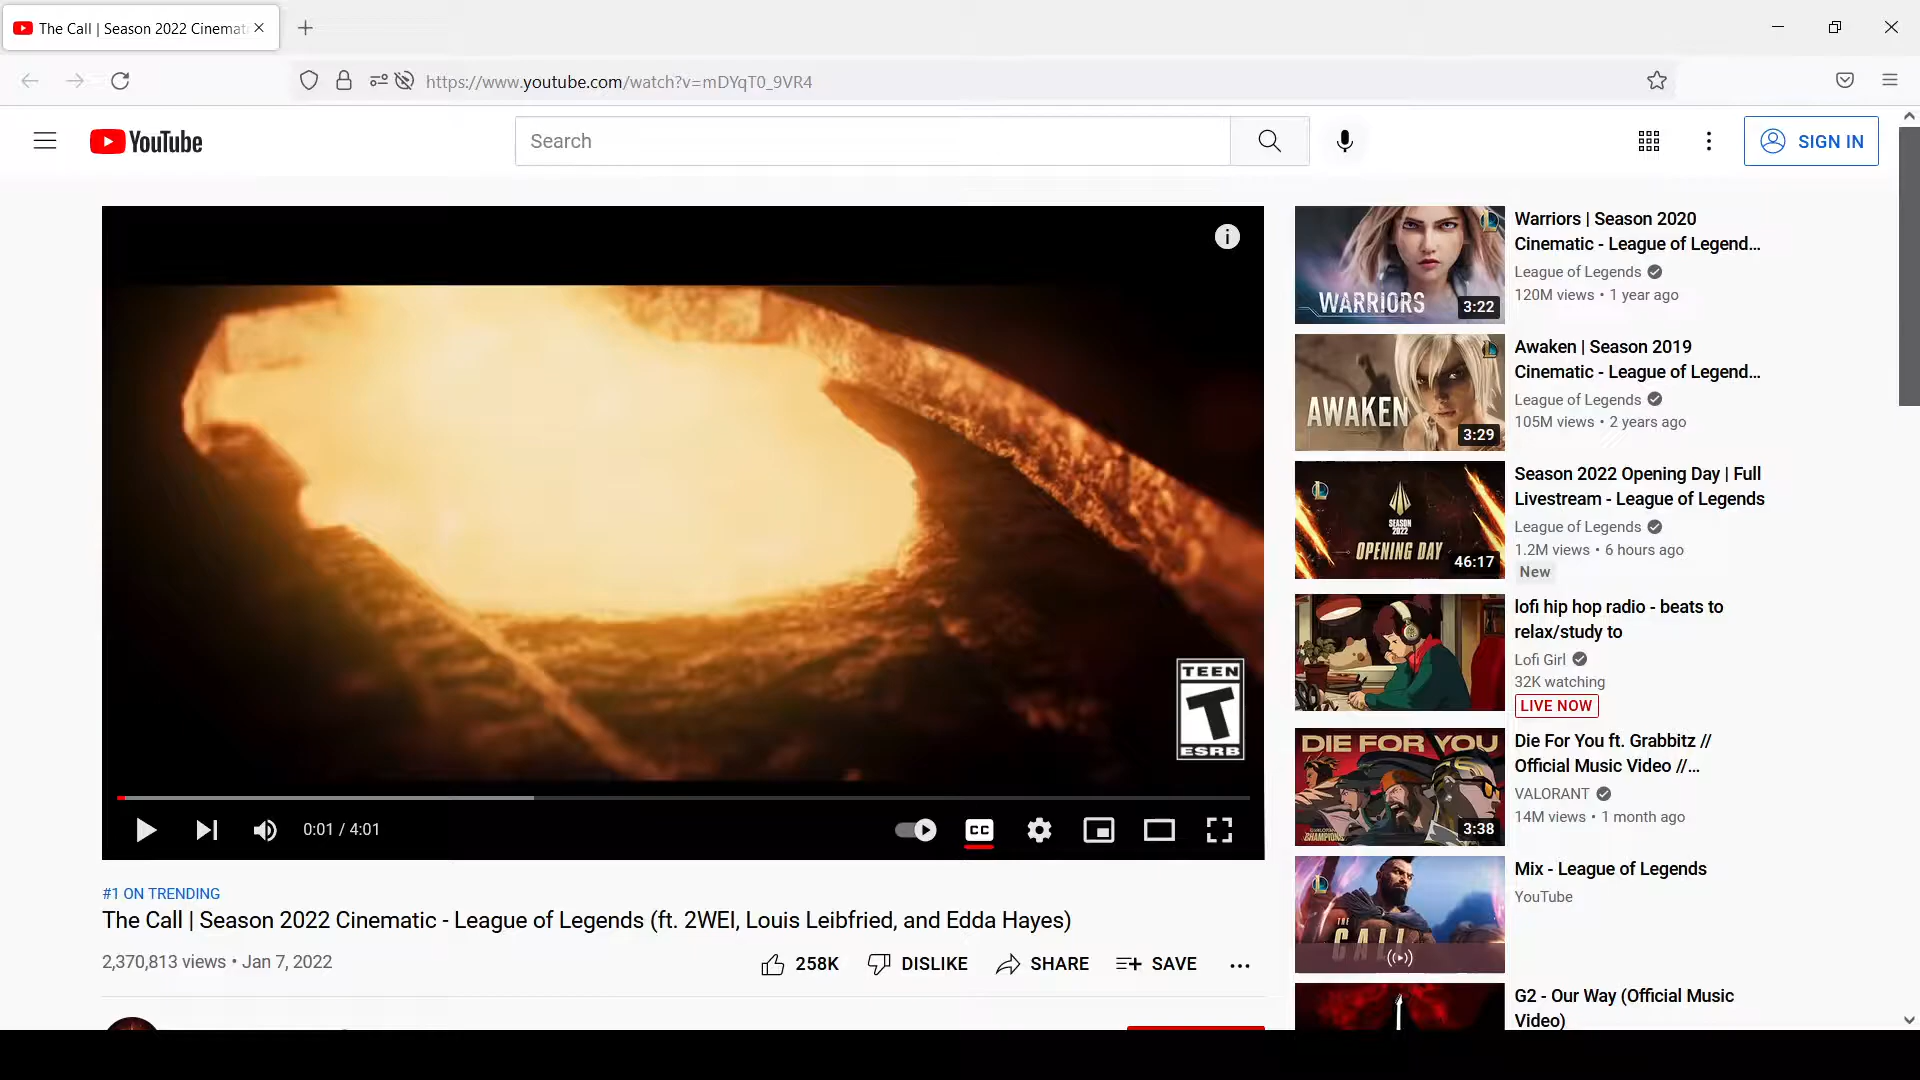 The Call | Season 2022 Cinemat
https://www.youtube.com/watch?v=mDYqT0_9VR4
YouTube
Search
SIGN IN
TEEN
T
ESRB
0:01 / 4:01
CC
#1 ON TRENDING
The Call | Season 2022 Cinematic - League of Legends (ft. 2WEI, Louis Leibfried, and Edda Hayes)
2,370,813 views • Jan 7, 2022
258K
DISLIKE
SHARE
SAVE
WARRIORS
3:22
Warriors | Season 2020
Cinematic - League of Legend...
League of Legends
120M views • 1 year ago
AWAKEN
3:29
Awaken | Season 2019
Cinematic - League of Legend...
League of Legends
105M views • 2 years ago
SEASON
2022
OPENING DAY
46:17
Season 2022 Opening Day | Full
Livestream - League of Legends
League of Legends
1.2M views • 6 hours ago
New
lofi hip hop radio - beats to
relax/study to
Lofi Girl
32K watching
LIVE NOW
DIE FOR YOU
CHAMPIONS
3:38
Die For You ft. Grabbitz //
Official Music Video //...
VALORANT
14M views • 1 month ago
THE
CALL
Mix - League of Legends
YouTube
G2 - Our Way (Official Music
Video)